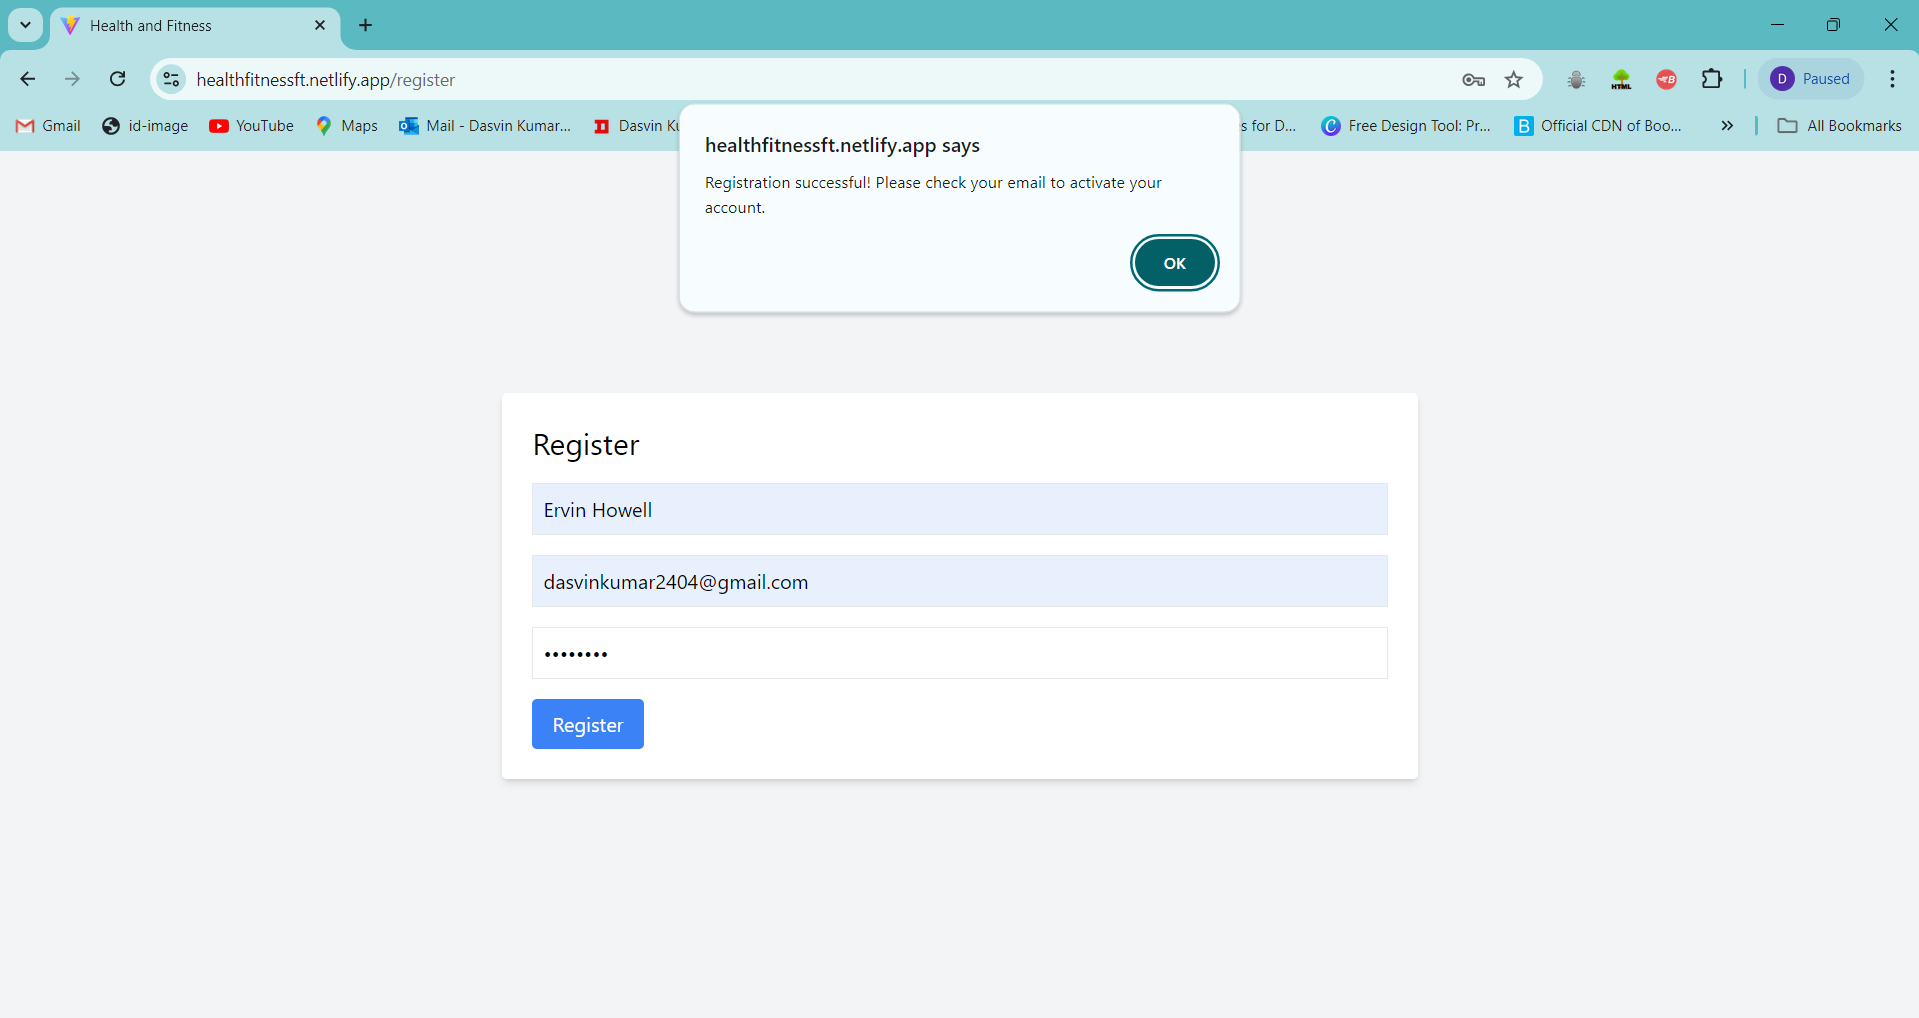 Health and Fitness
healthfitnessft.netlify.app/register
D Paused
Gmail id-image YouTube Maps Mail - Dasvin Kumar... Dasvin Ku s for D... Free Design Tool: Pr... B Official CDN of Boo... All Bookmarks
healthfitnessft.netlify.app says
Registration successful! Please check your email to activate your
account.
OK
Register
Ervin Howell
dasvinkumar2404@gmail.com
••••••••
Register